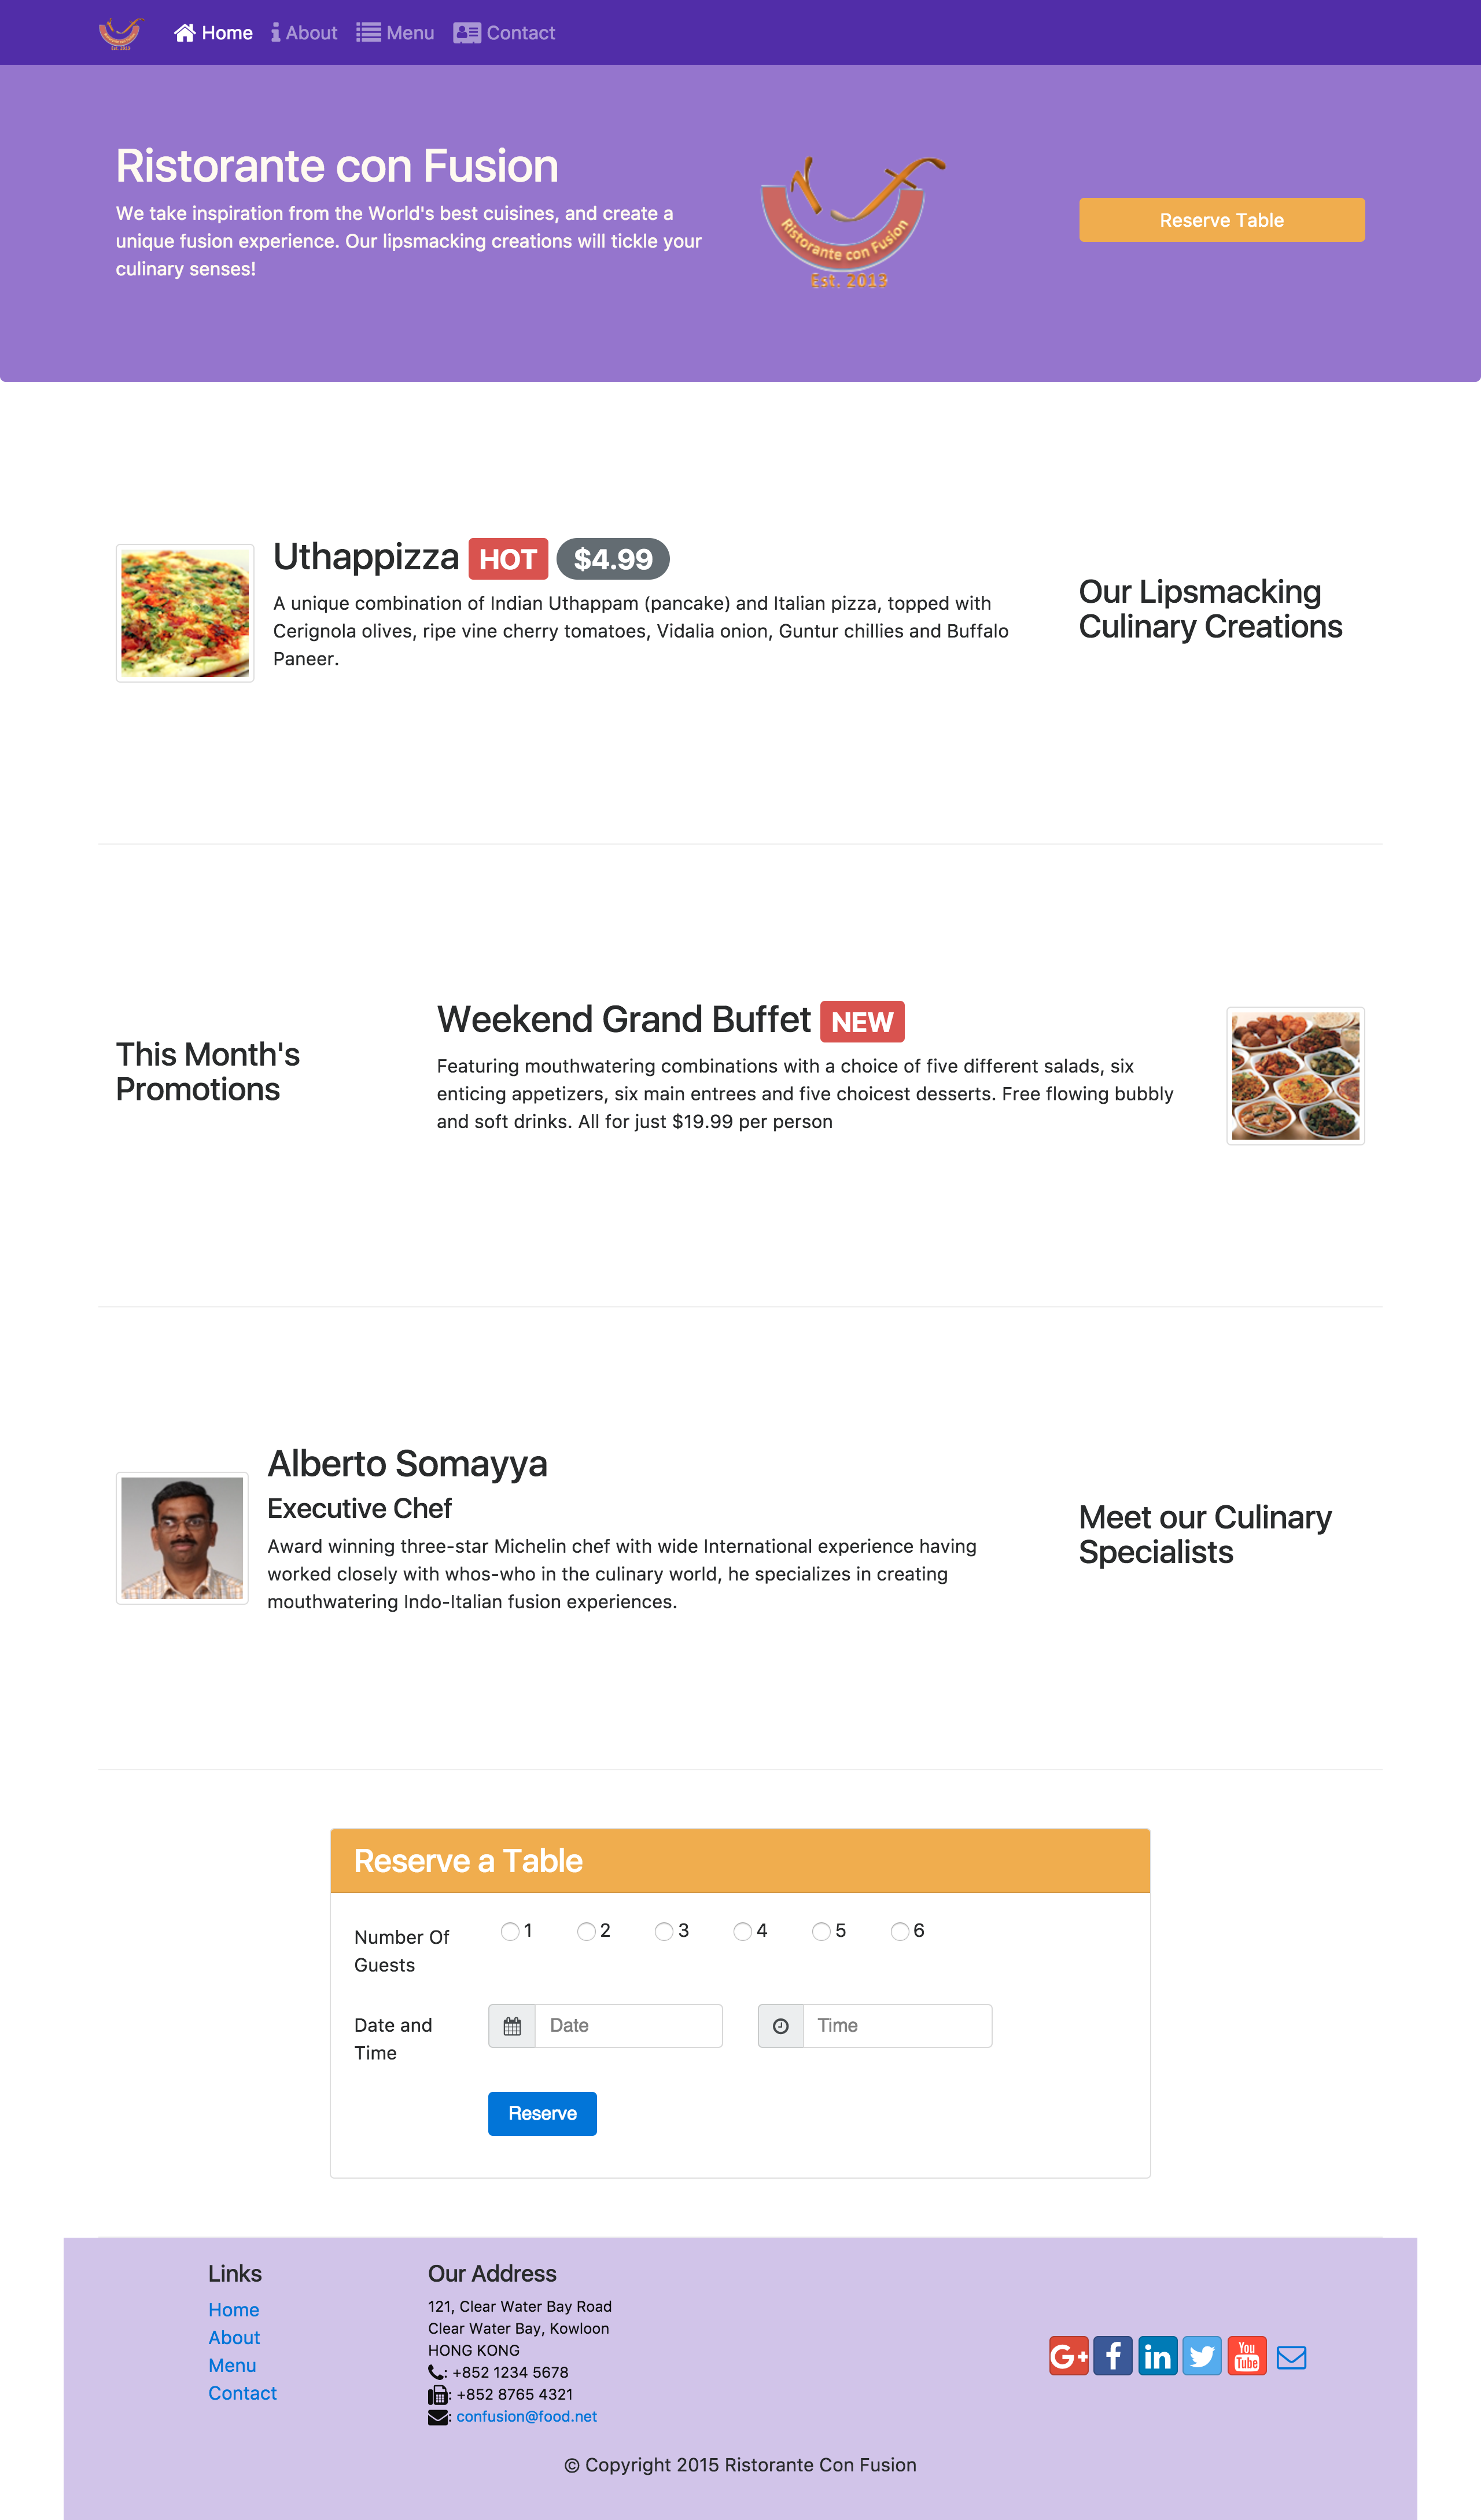 Est. 2013
Home
About
Menu
Contact
Ristorante con Fusion
We take inspiration from the World's best cuisines, and create a
unique fusion experience. Our lipsmacking creations will tickle your
culinary senses!
Ristorante con Fusion
Est. 2013
Reserve Table
Uthappizza HOT $4.99
A unique combination of Indian Uthappam (pancake) and Italian pizza, topped with
Cerignola olives, ripe vine cherry tomatoes, Vidalia onion, Guntur chillies and Buffalo
Paneer.
Our Lipsmacking
Culinary Creations
This Month's
Promotions
Weekend Grand Buffet NEW
Featuring mouthwatering combinations with a choice of five different salads, six
enticing appetizers, six main entrees and five choicest desserts. Free flowing bubbly
and soft drinks. All for just $19.99 per person
Alberto Somayya
Executive Chef
Award winning three-star Michelin chef with wide International experience having
worked closely with whos-who in the culinary world, he specializes in creating
mouthwatering Indo-Italian fusion experiences.
Meet our Culinary
Specialists
Reserve a Table
Number Of
Guests
1 2 3 4 5 6
Date and
Time
Date
Time
Reserve
Links
Home
About
Menu
Contact
Our Address
121, Clear Water Bay Road
Clear Water Bay, Kowloon
HONG KONG
: +852 1234 5678
: +852 8765 4321
: confusion@food.net
G+ f in You Tube
© Copyright 2015 Ristorante Con Fusion